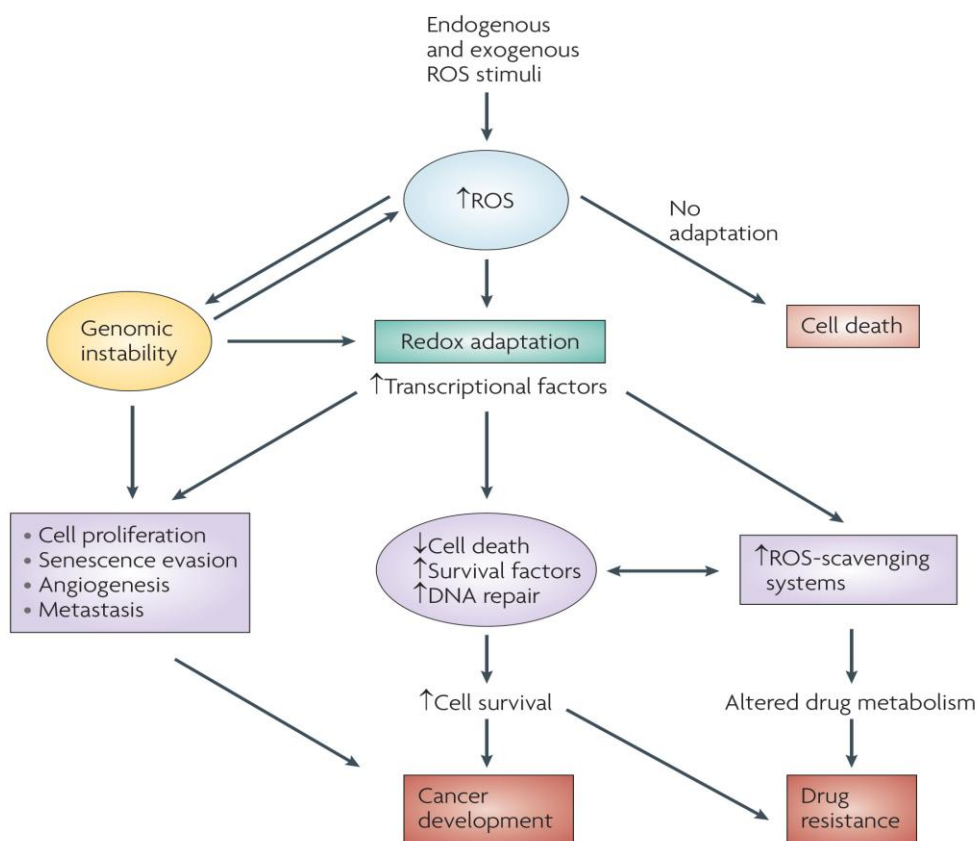 Endogenous
and exogenous
ROS stimuli
↑ROS
No
adaptation
Genomic
instability
Redox adaptation
Cell death
↑Transcriptional factors
• Cell proliferation
• Senescence evasion
• Angiogenesis
• Metastasis
↓Cell death
↑Survival factors
↑DNA repair
↑ROS-scavenging
systems
↑Cell survival
Altered drug metabolism
Cancer
development
Drug
resistance